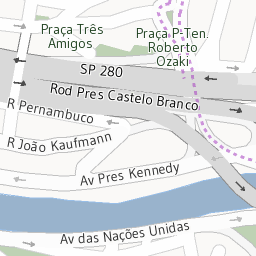 Praça Três
Amigos
Praça P-Ten.
Roberto
Ozaki
SP 280
Rod Pres Castelo Branco
R Pernambuco
R João Kaufmann
Av Pres Kennedy
Av das Nações Unidas